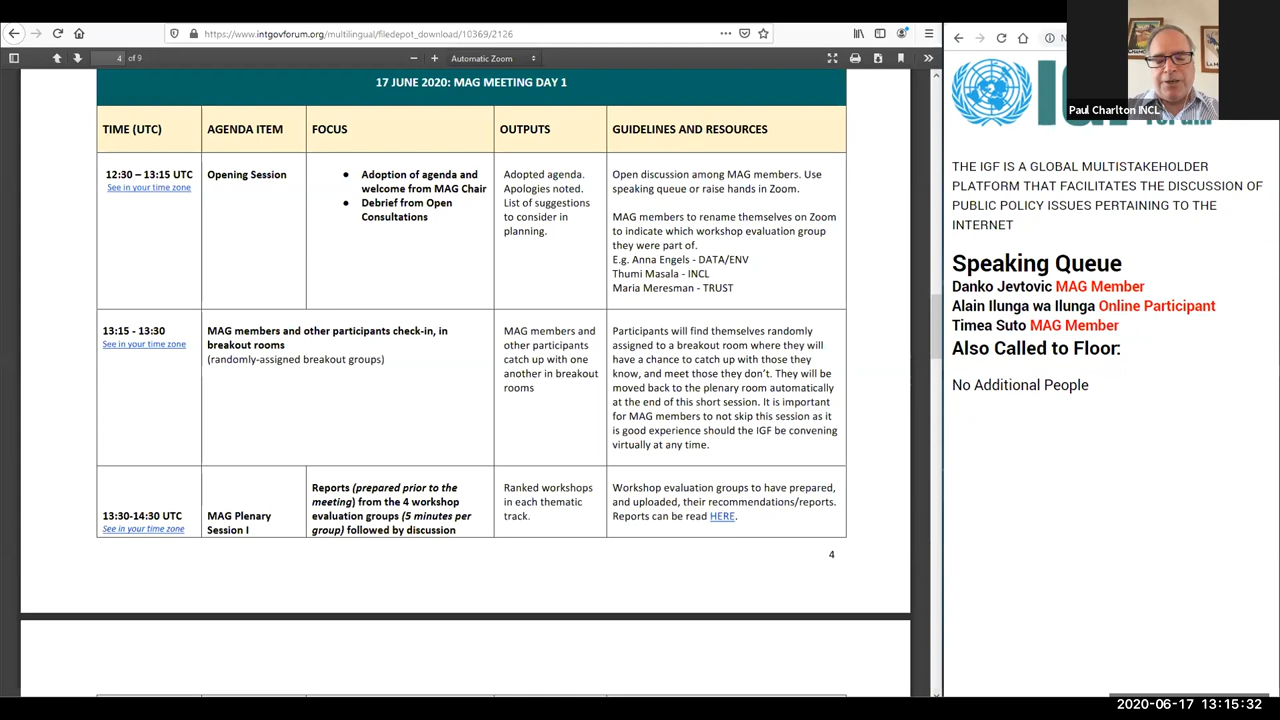 https://www.intgovforum.org/multilingual/filedepot_download/10369/2126
4 of 9
Automatic Zoom
17 JUNE 2020: MAG MEETING DAY 1
TIME (UTC) AGENDA ITEM FOCUS OUTPUTS GUIDELINES AND RESOURCES
12:30 – 13:15 UTC
See in your time zone
Opening Session
● Adoption of agenda and
welcome from MAG Chair
● Debrief from Open
Consultations
Adopted agenda.
Apologies noted.
List of suggestions
to consider in
planning.
Open discussion among MAG members. Use
speaking queue or raise hands in Zoom.
MAG members to rename themselves on Zoom
to indicate which workshop evaluation group
they were part of.
E.g. Anna Engels - DATA/ENV
Thumi Masala - INCL
Maria Meresman - TRUST
13:15 - 13:30
See in your time zone
MAG members and other participants check-in, in
breakout rooms
(randomly-assigned breakout groups)
MAG members and
other participants
catch up with one
another in breakout
rooms
Participants will find themselves randomly
assigned to a breakout room where they will
have a chance to catch up with those they
know, and meet those they don't. They will be
moved back to the plenary room automatically
at the end of this short session. It is important
for MAG members to not skip this session as it
is good experience should the IGF be convening
virtually at any time.
13:30-14:30 UTC
See in your time zone
MAG Plenary
Session I
Reports (prepared prior to the
meeting) from the 4 workshop
evaluation groups (5 minutes per
group) followed by discussion
Ranked workshops
in each thematic
track.
Workshop evaluation groups to have prepared,
and uploaded, their recommendations/reports.
Reports can be read HERE.
4
Paul Charlton INCL
THE IGF IS A GLOBAL MULTISTAKEHOLDER
PLATFORM THAT FACILITATES THE DISCUSSION OF
PUBLIC POLICY ISSUES PERTAINING TO THE
INTERNET
Speaking Queue
Danko Jevtovic MAG Member
Alain Ilunga wa Ilunga Online Participant
Timea Suto MAG Member
Also Called to Floor:
No Additional People
2020-06-17 13:15:32